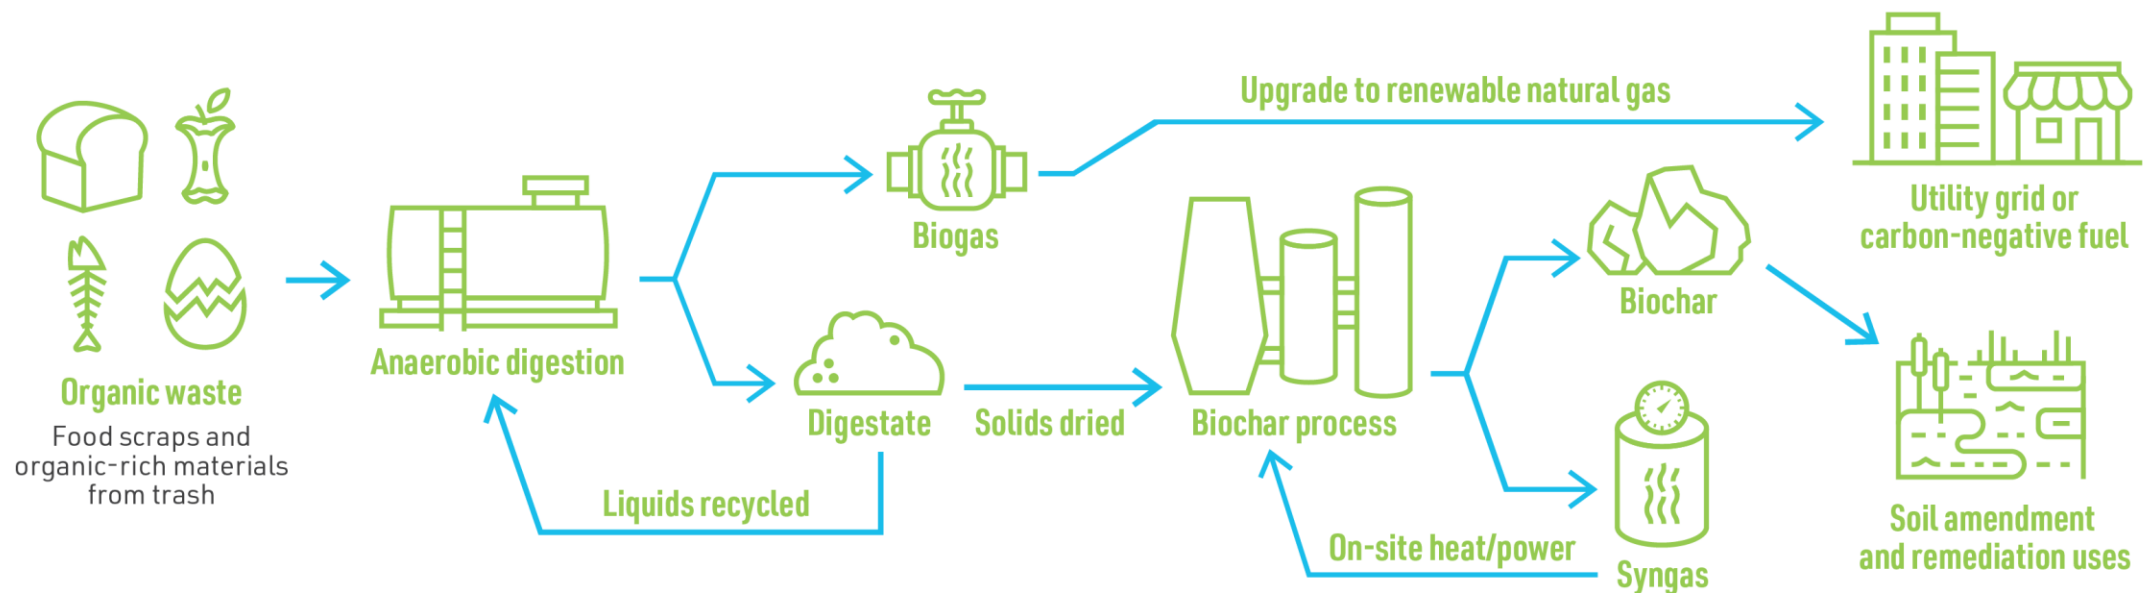 Organic waste
Food scraps and
organic-rich materials
from trash
Anaerobic digestion
Liquids recycled
Biogas
Digestate
Solids dried
Upgrade to renewable natural gas
Biochar process
On-site heat/power
Biochar
Syngas
Utility grid or
carbon-negative fuel
Soil amendment
and remediation uses